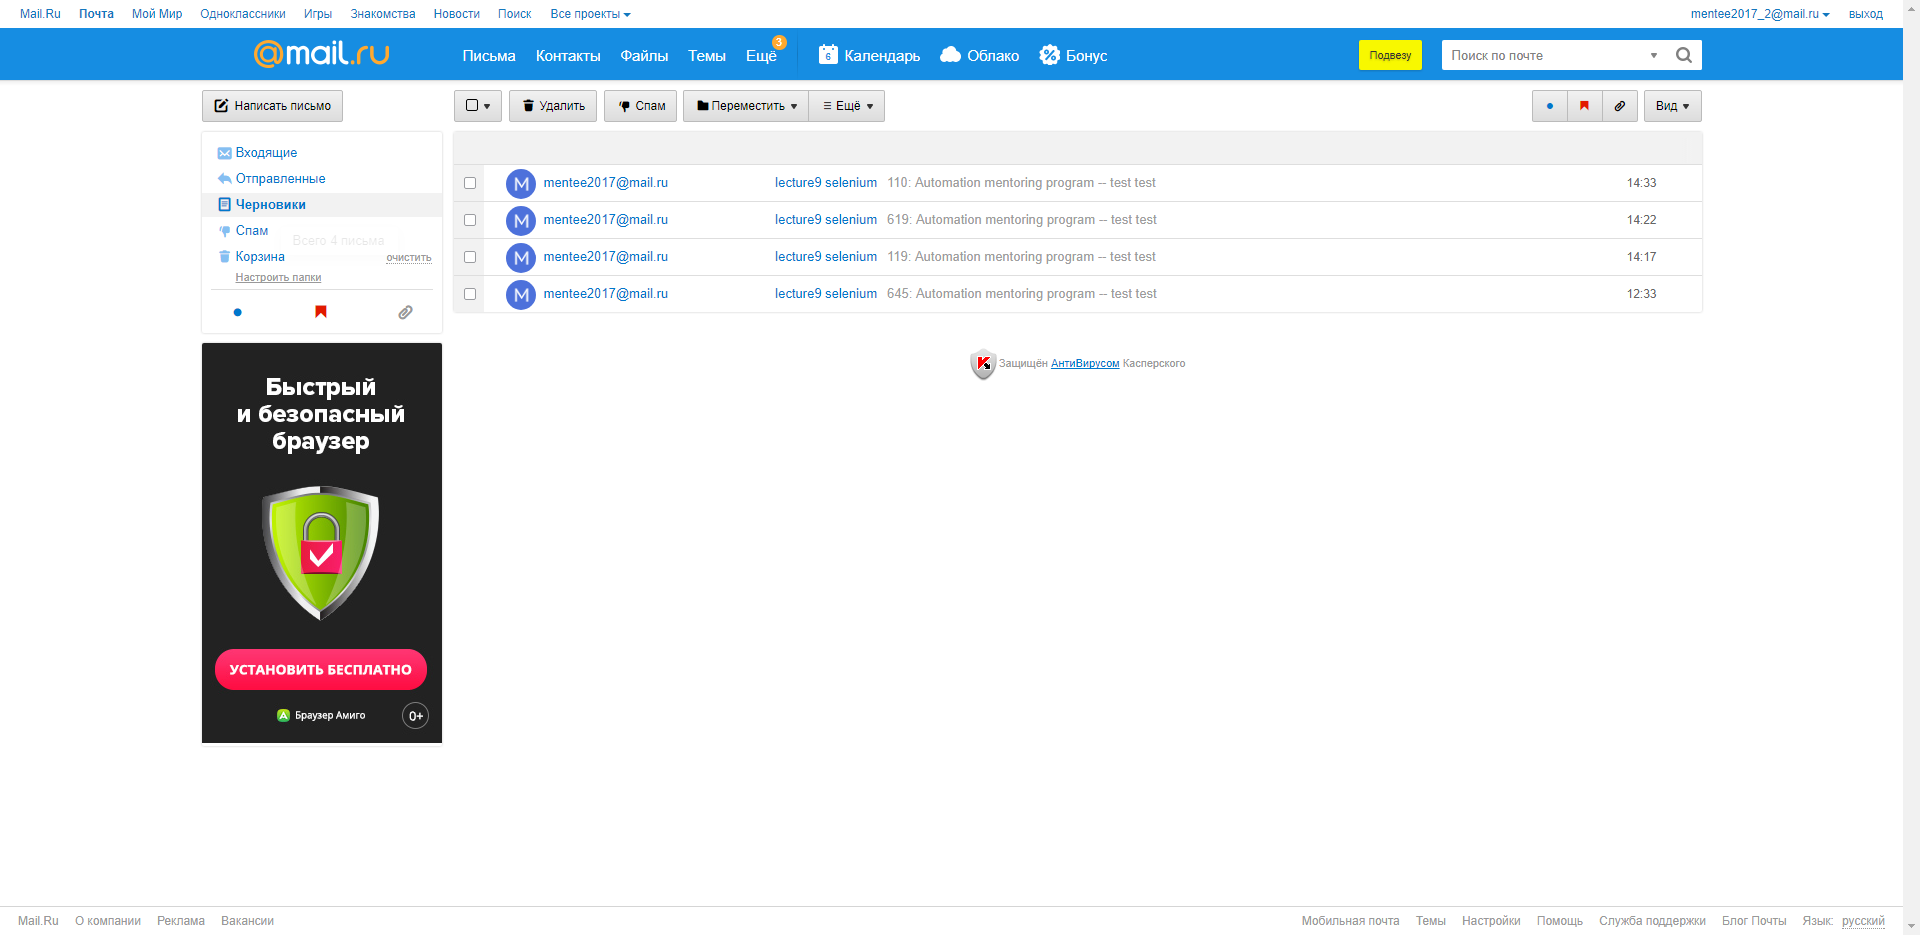 Mail.Ru Почта Мой Мир Одноклассники Игры Знакомства Новости Поиск Все проекты mentee2017_2@mail.ru выход
@mail.ru Письма Контакты Файлы Темы Ещё 3 6 Календарь Облако Бонус Подвезу Поиск по почте
Написать письмо Удалить Спам Переместить Ещё Вид
Входящие
Отправленные
Черновики
Спам
Всего 4 письма
Корзина очистить
Настроить папки
M mentee2017@mail.ru lecture9 selenium 110: Automation mentoring program -- test test 14:33
M mentee2017@mail.ru lecture9 selenium 619: Automation mentoring program -- test test 14:22
M mentee2017@mail.ru lecture9 selenium 119: Automation mentoring program -- test test 14:17
M mentee2017@mail.ru lecture9 selenium 645: Automation mentoring program -- test test 12:33
Защищён АнтиВирусом Касперского
Быстрый
и безопасный
браузер
УСТАНОВИТЬ БЕСПЛАТНО
Браузер Амиго 0+
Mail.Ru О компании Реклама Вакансии Мобильная почта Темы Настройки Помощь Служба поддержки Блог Почты Язык: русский